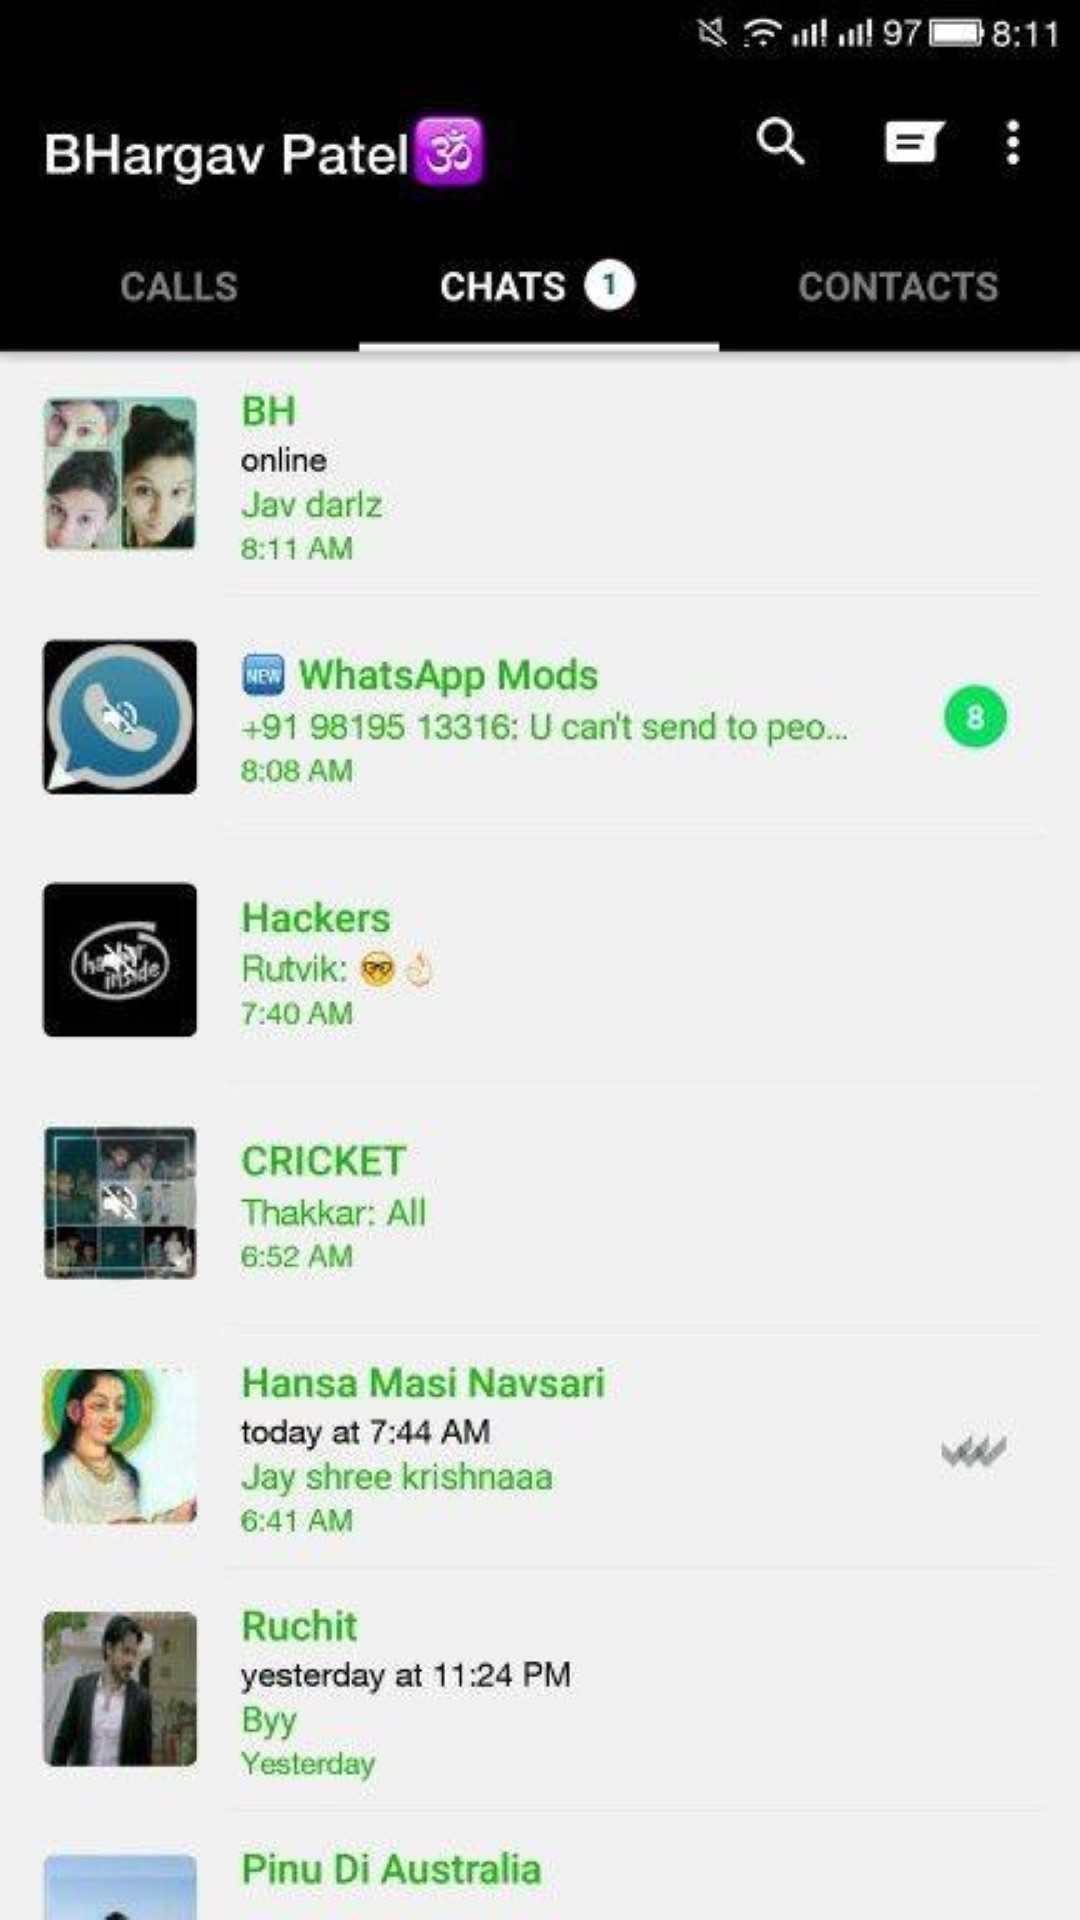 97 8:11
BHargav Patel🕉
CALLS CHATS 1 CONTACTS
BH
online
Jav darlz
8:11 AM
🆕 WhatsApp Mods
+91 98195 13316: U can't send to peo...
8
8:08 AM
Hackers
Rutvik: 🤓👌🏻
7:40 AM
inside
CRICKET
Thakkar: All
6:52 AM
Hansa Masi Navsari
today at 7:44 AM
Jay shree krishnaaa
6:41 AM
Ruchit
yesterday at 11:24 PM
Byy
Yesterday
Pinu Di Australia